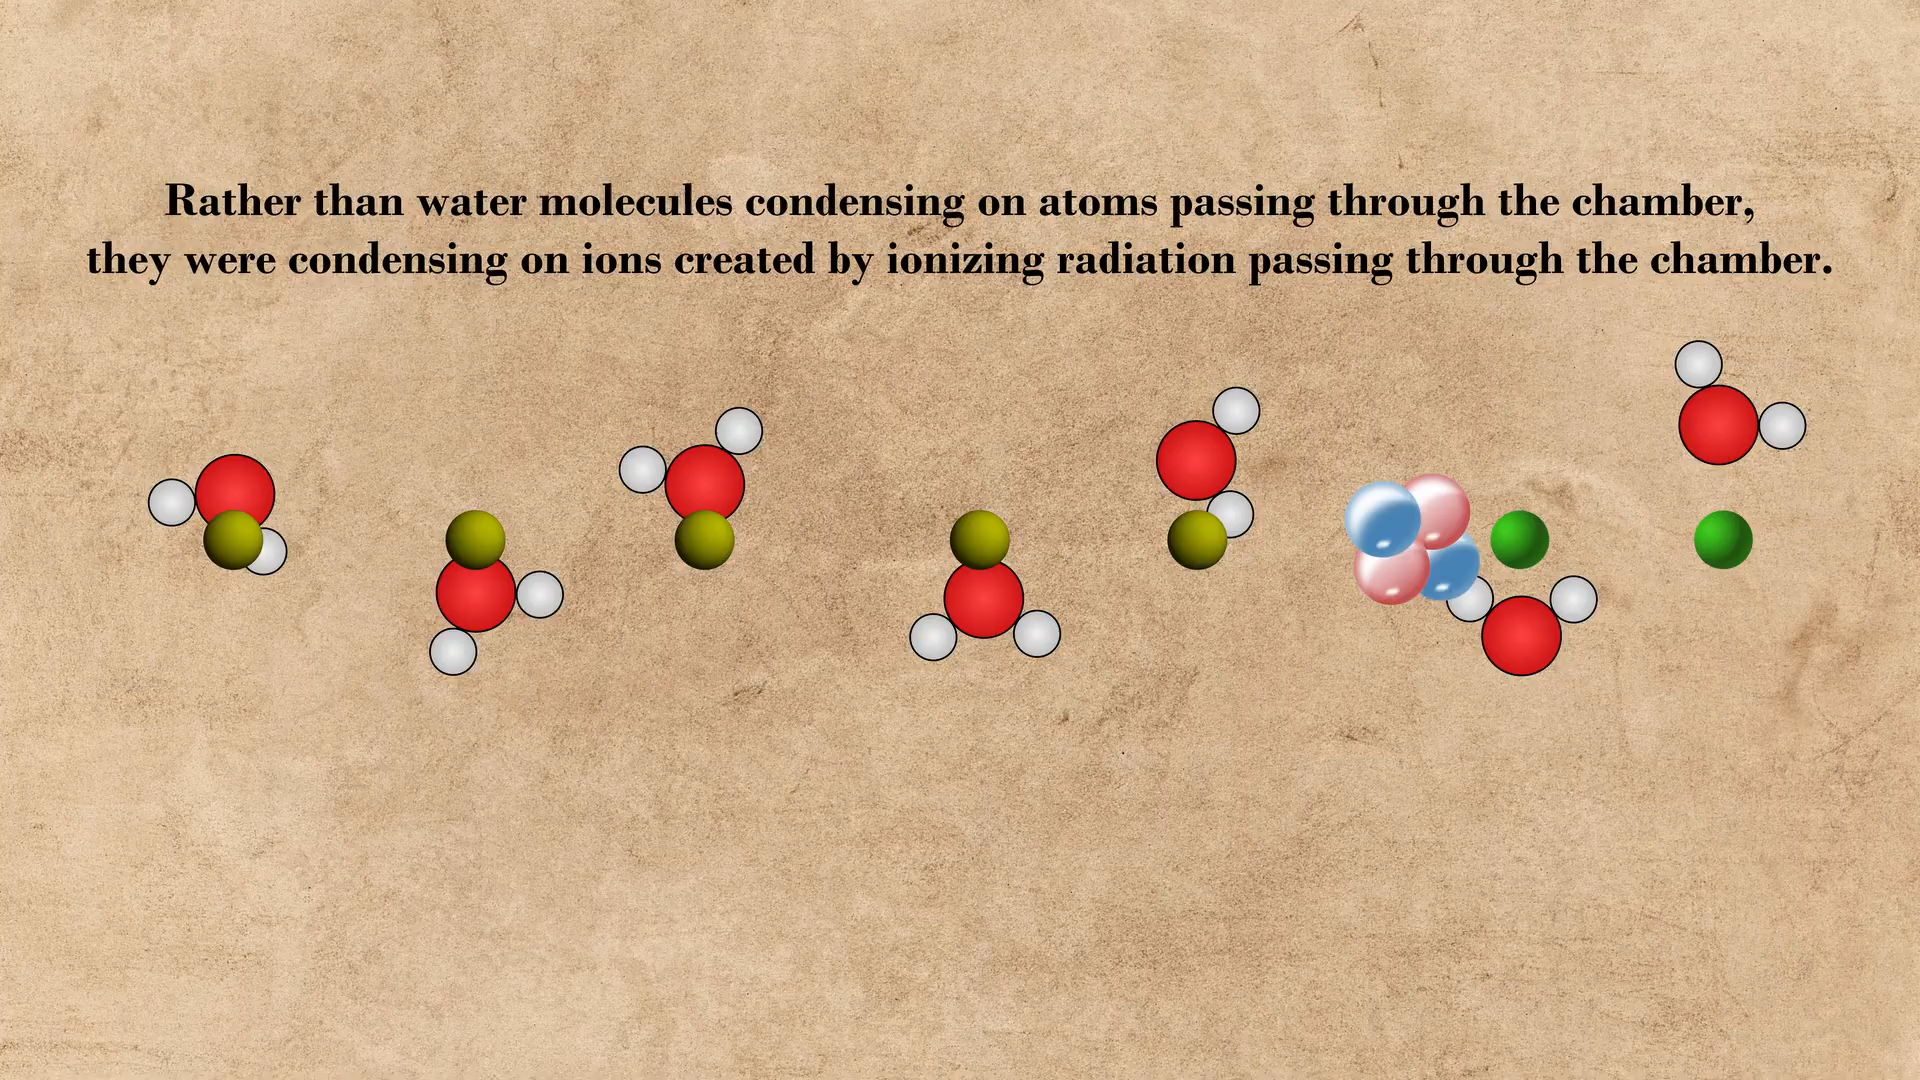 Rather than water molecules condensing on atoms passing through the chamber,
they were condensing on ions created by ionizing radiation passing through the chamber.